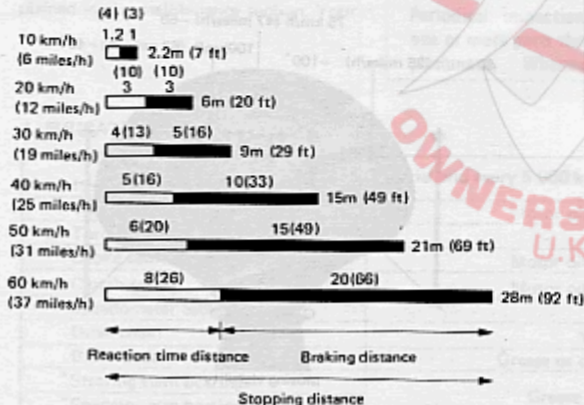 (4) (3)
10 km/h 1.2 1
(6 miles/h) 2.2m (7 ft)
(10) (10)
20 km/h 3 3
(12 miles/h) 6m (20 ft)
30 km/h 4(13) 5(16)
(19 miles/h) 9m (29 ft)
40 km/h 5(16) 10(33)
(25 miles/h) 15m (49 ft)
50 km/h 6(20) 15(49)
(31 miles/h) 21m (69 ft)
60 km/h 8(26) 20(66)
(37 miles/h) 28m (92 ft)
Reaction time distance Braking distance
Stopping distance
OWNERS
U.K